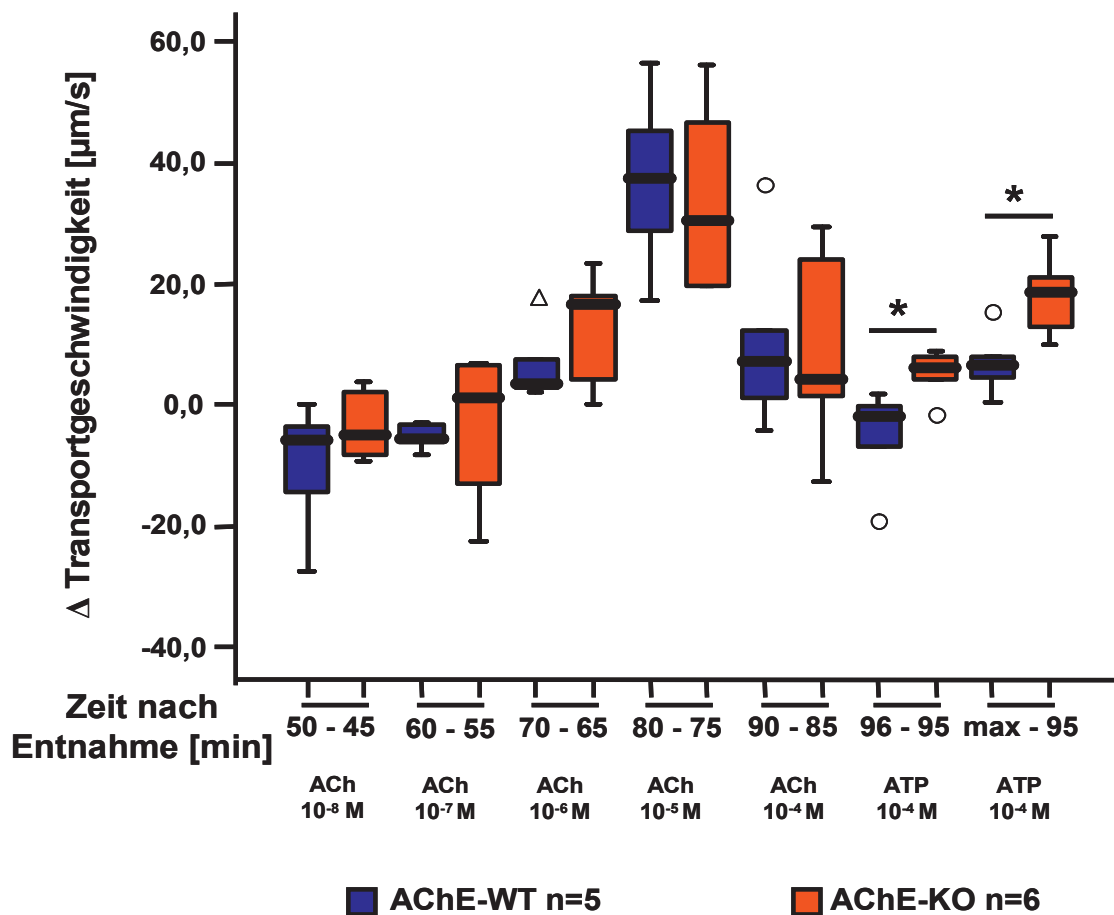 Δ Transportgeschwindigkeit [µm/s]
60,0
40,0
20,0
0,0
-20,0
-40,0
*
*
Zeit nach
Entnahme [min]
50 - 45 60 - 55 70 - 65 80 - 75 90 - 85 96 - 95 max - 95
ACh ACh ACh ACh ACh ATP ATP
10⁻⁸ M 10⁻⁷ M 10⁻⁶ M 10⁻⁵ M 10⁻⁴ M 10⁻⁴ M 10⁻⁴ M
AChE-WT n=5 AChE-KO n=6